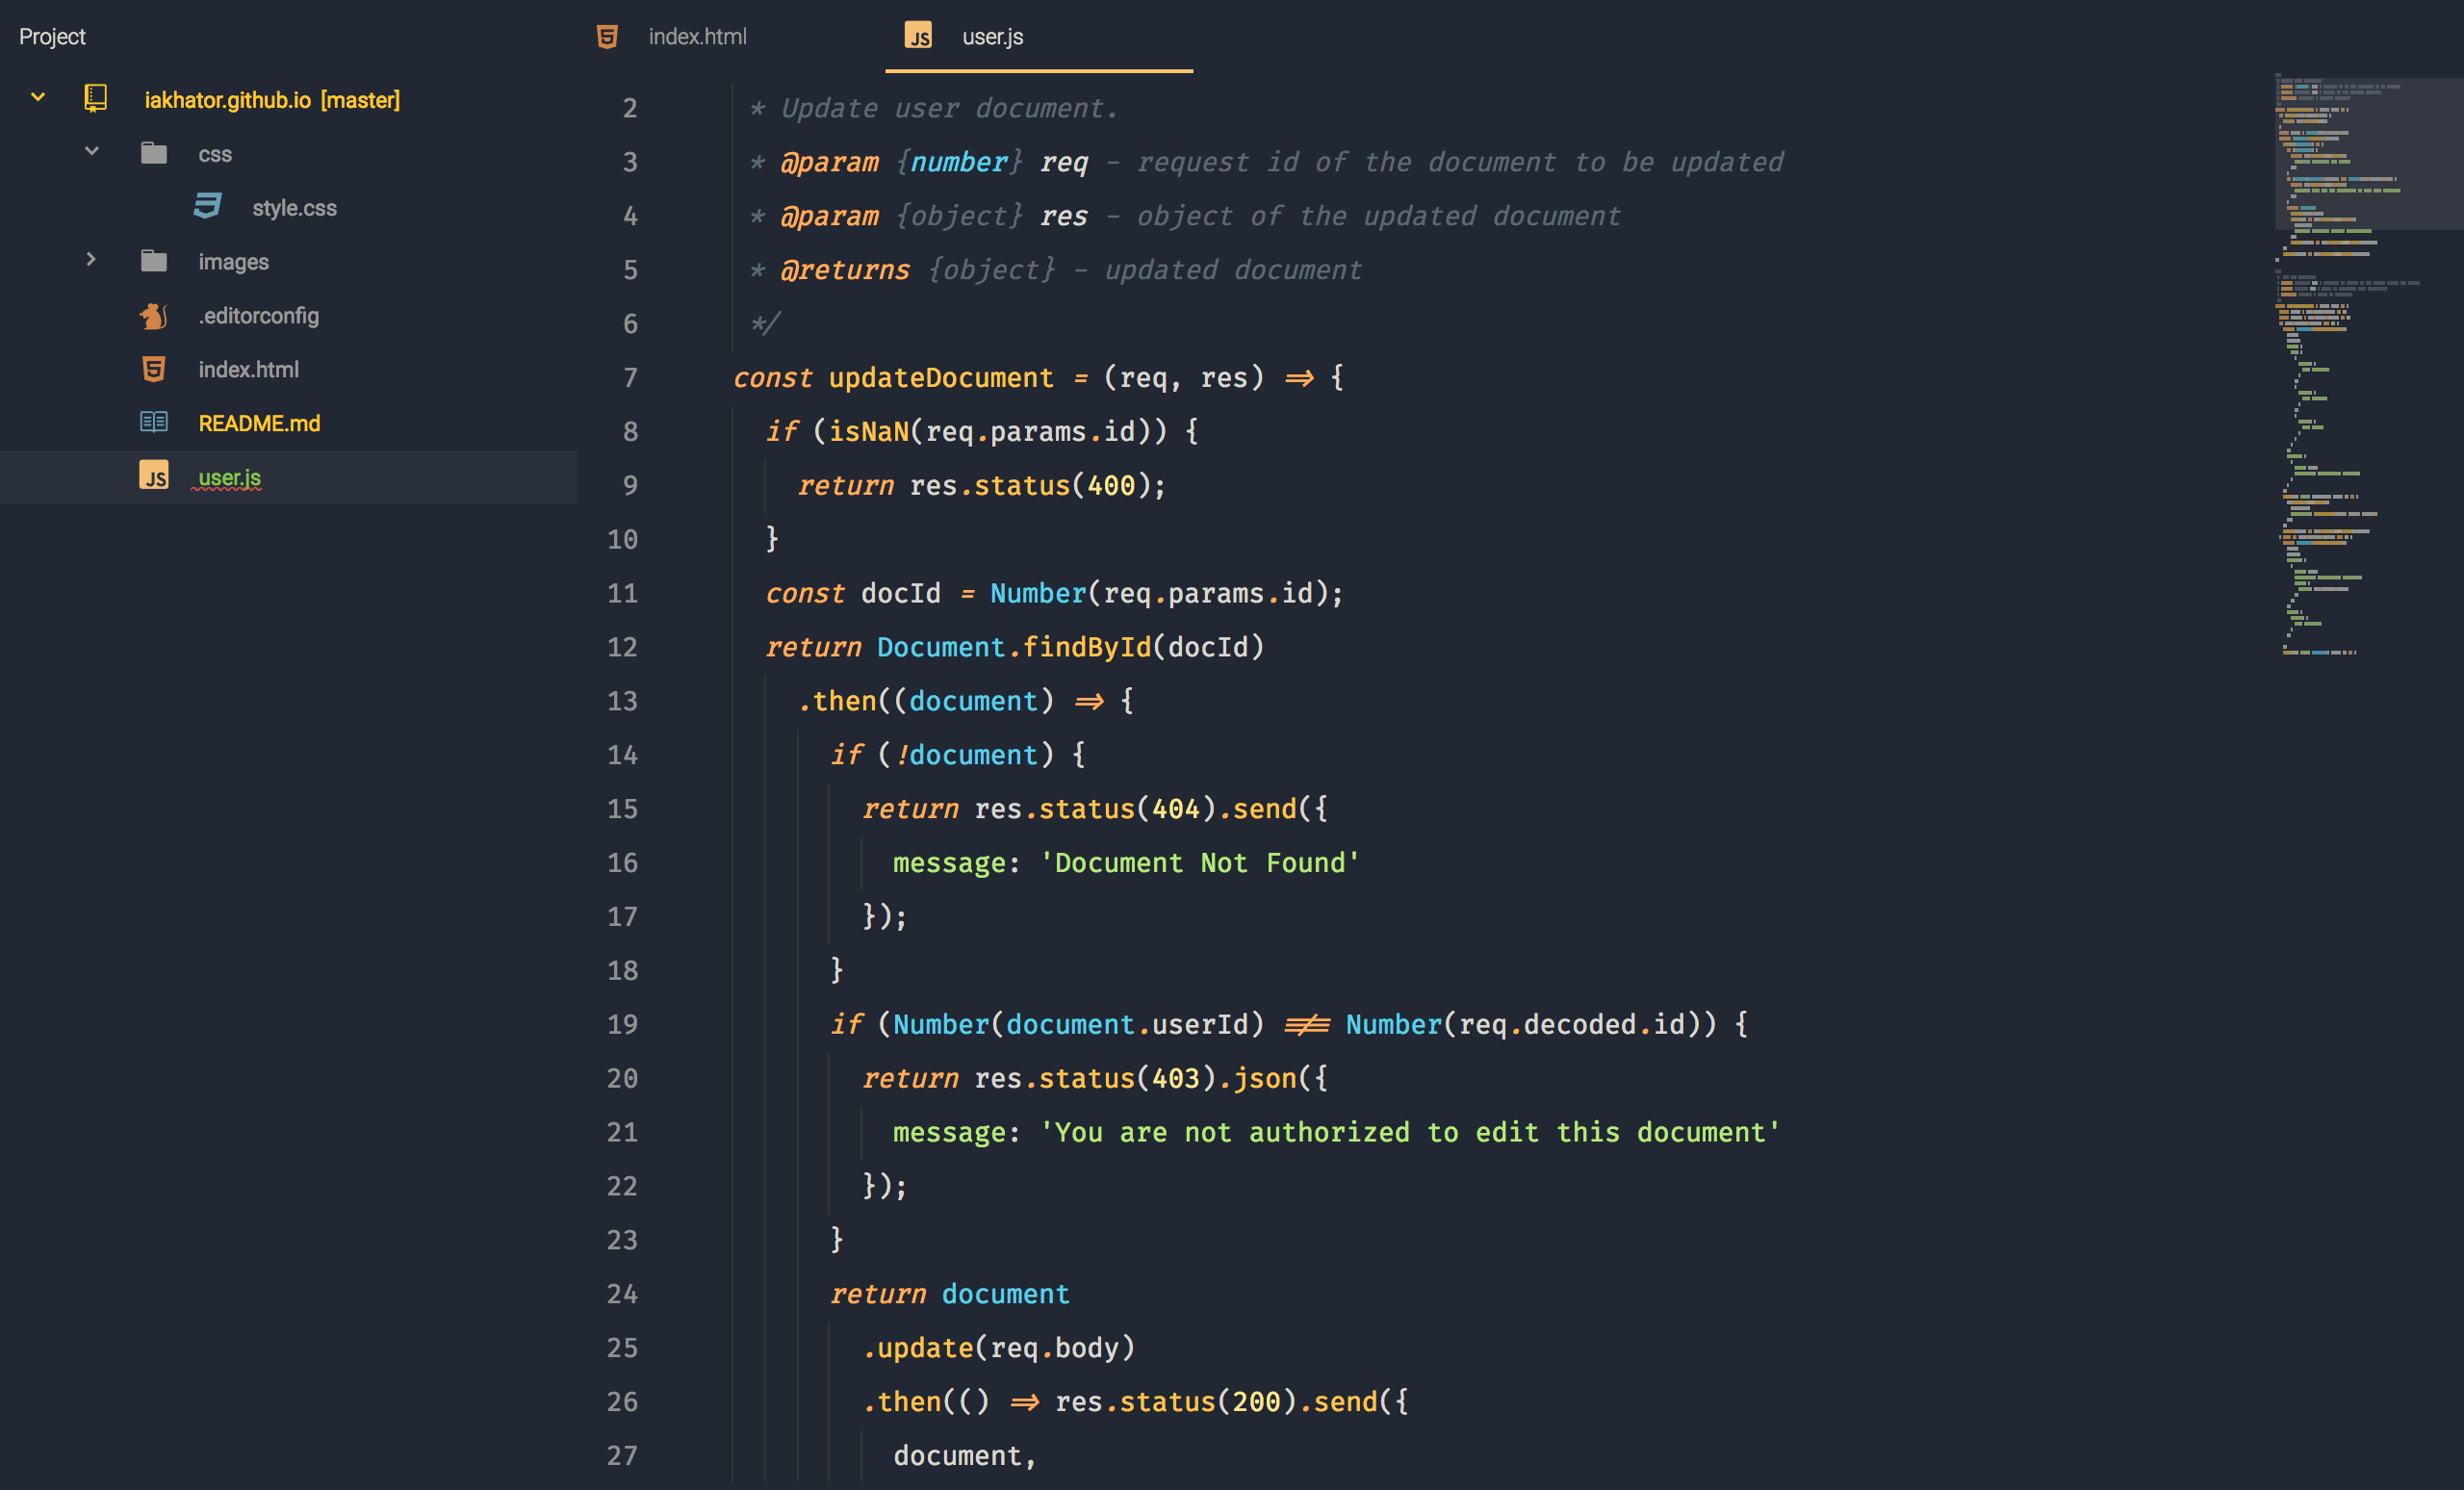 Project
iakhator.github.io [master]
css
style.css
images
.editorconfig
index.html
README.md
JS user.js
5 index.html
JS user.js
2 * Update user document.
3 * @param {number} req - request id of the document to be updated
4 * @param {object} res - object of the updated document
5 * @returns {object} - updated document
6 */
7 const updateDocument = (req, res) => {
8 if (isNaN(req.params.id)) {
9 return res.status(400);
10 }
11 const docId = Number(req.params.id);
12 return Document.findById(docId)
13 .then((document) => {
14 if (!document) {
15 return res.status(404).send({
16 message: 'Document Not Found'
17 });
18 }
19 if (Number(document.userId) !== Number(req.decoded.id)) {
20 return res.status(403).json({
21 message: 'You are not authorized to edit this document'
22 });
23 }
24 return document
25 .update(req.body)
26 .then(() => res.status(200).send({
27 document,